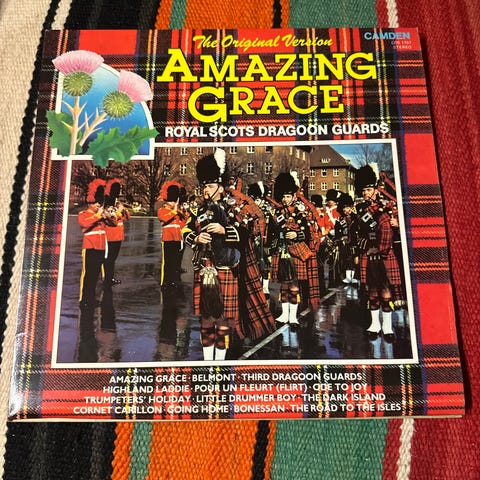 The Original Version
CAMDEN
STEREO
AMAZING
GRACE
ROYAL SCOTS DRAGOON GUARDS
AMAZING GRACE · BELMONT · THIRD DRAGOON GUARDS
HIGHLAND LADDIE · POUR UN FLEURT (FLIRT) · ODE TO JOY
TRUMPETERS' HOLIDAY · LITTLE DRUMMER BOY · THE DARK ISLAND
CORNET CARILLON · GOING HOME · BONESSAN · THE ROAD TO THE ISLES